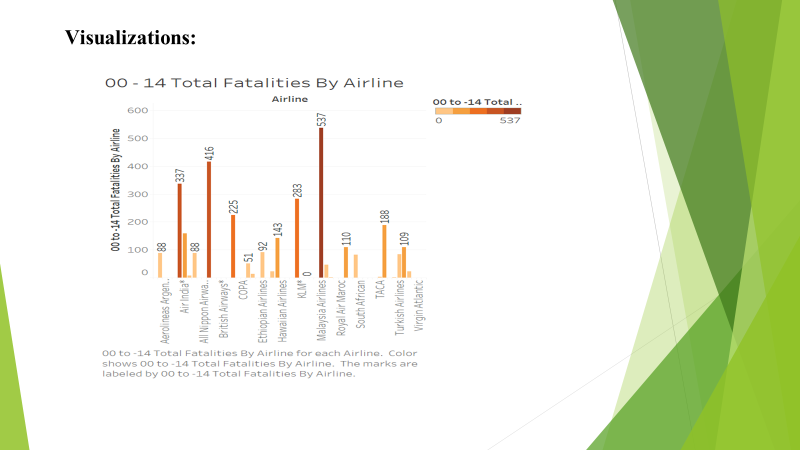 Visualizations:
00 - 14 Total Fatalities By Airline
Airline
00 to -14 Total Fatalities By Airline
600
500
400
300
200
100
0
88
337
88
416
225
51
92
143
283
0
537
110
188
109
Aerolineas Argen..
Air India*
All Nippon Airwa..
British Airways*
COPA
Ethiopian Airlines
Hawaiian Airlines
KLM*
Malaysia Airlines
Royal Air Maroc
South African
TACA
Turkish Airlines
Virgin Atlantic
00 to -14 Total ..
0 537
00 to -14 Total Fatalities By Airline for each Airline. Color
shows 00 to -14 Total Fatalities By Airline. The marks are
labeled by 00 to -14 Total Fatalities By Airline.